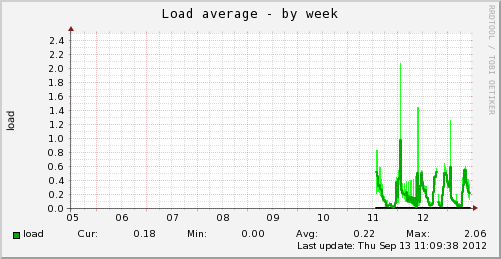 Load average - by week
RRDTOOL / TOBI OETIKER
load
2.4
2.2
2.0
1.8
1.6
1.4
1.2
1.0
0.8
0.6
0.4
0.2
0.0
05 06 07 08 09 10 11 12
load Cur: 0.18 Min: 0.00 Avg: 0.22 Max: 2.06
Last update: Thu Sep 13 11:09:38 2012